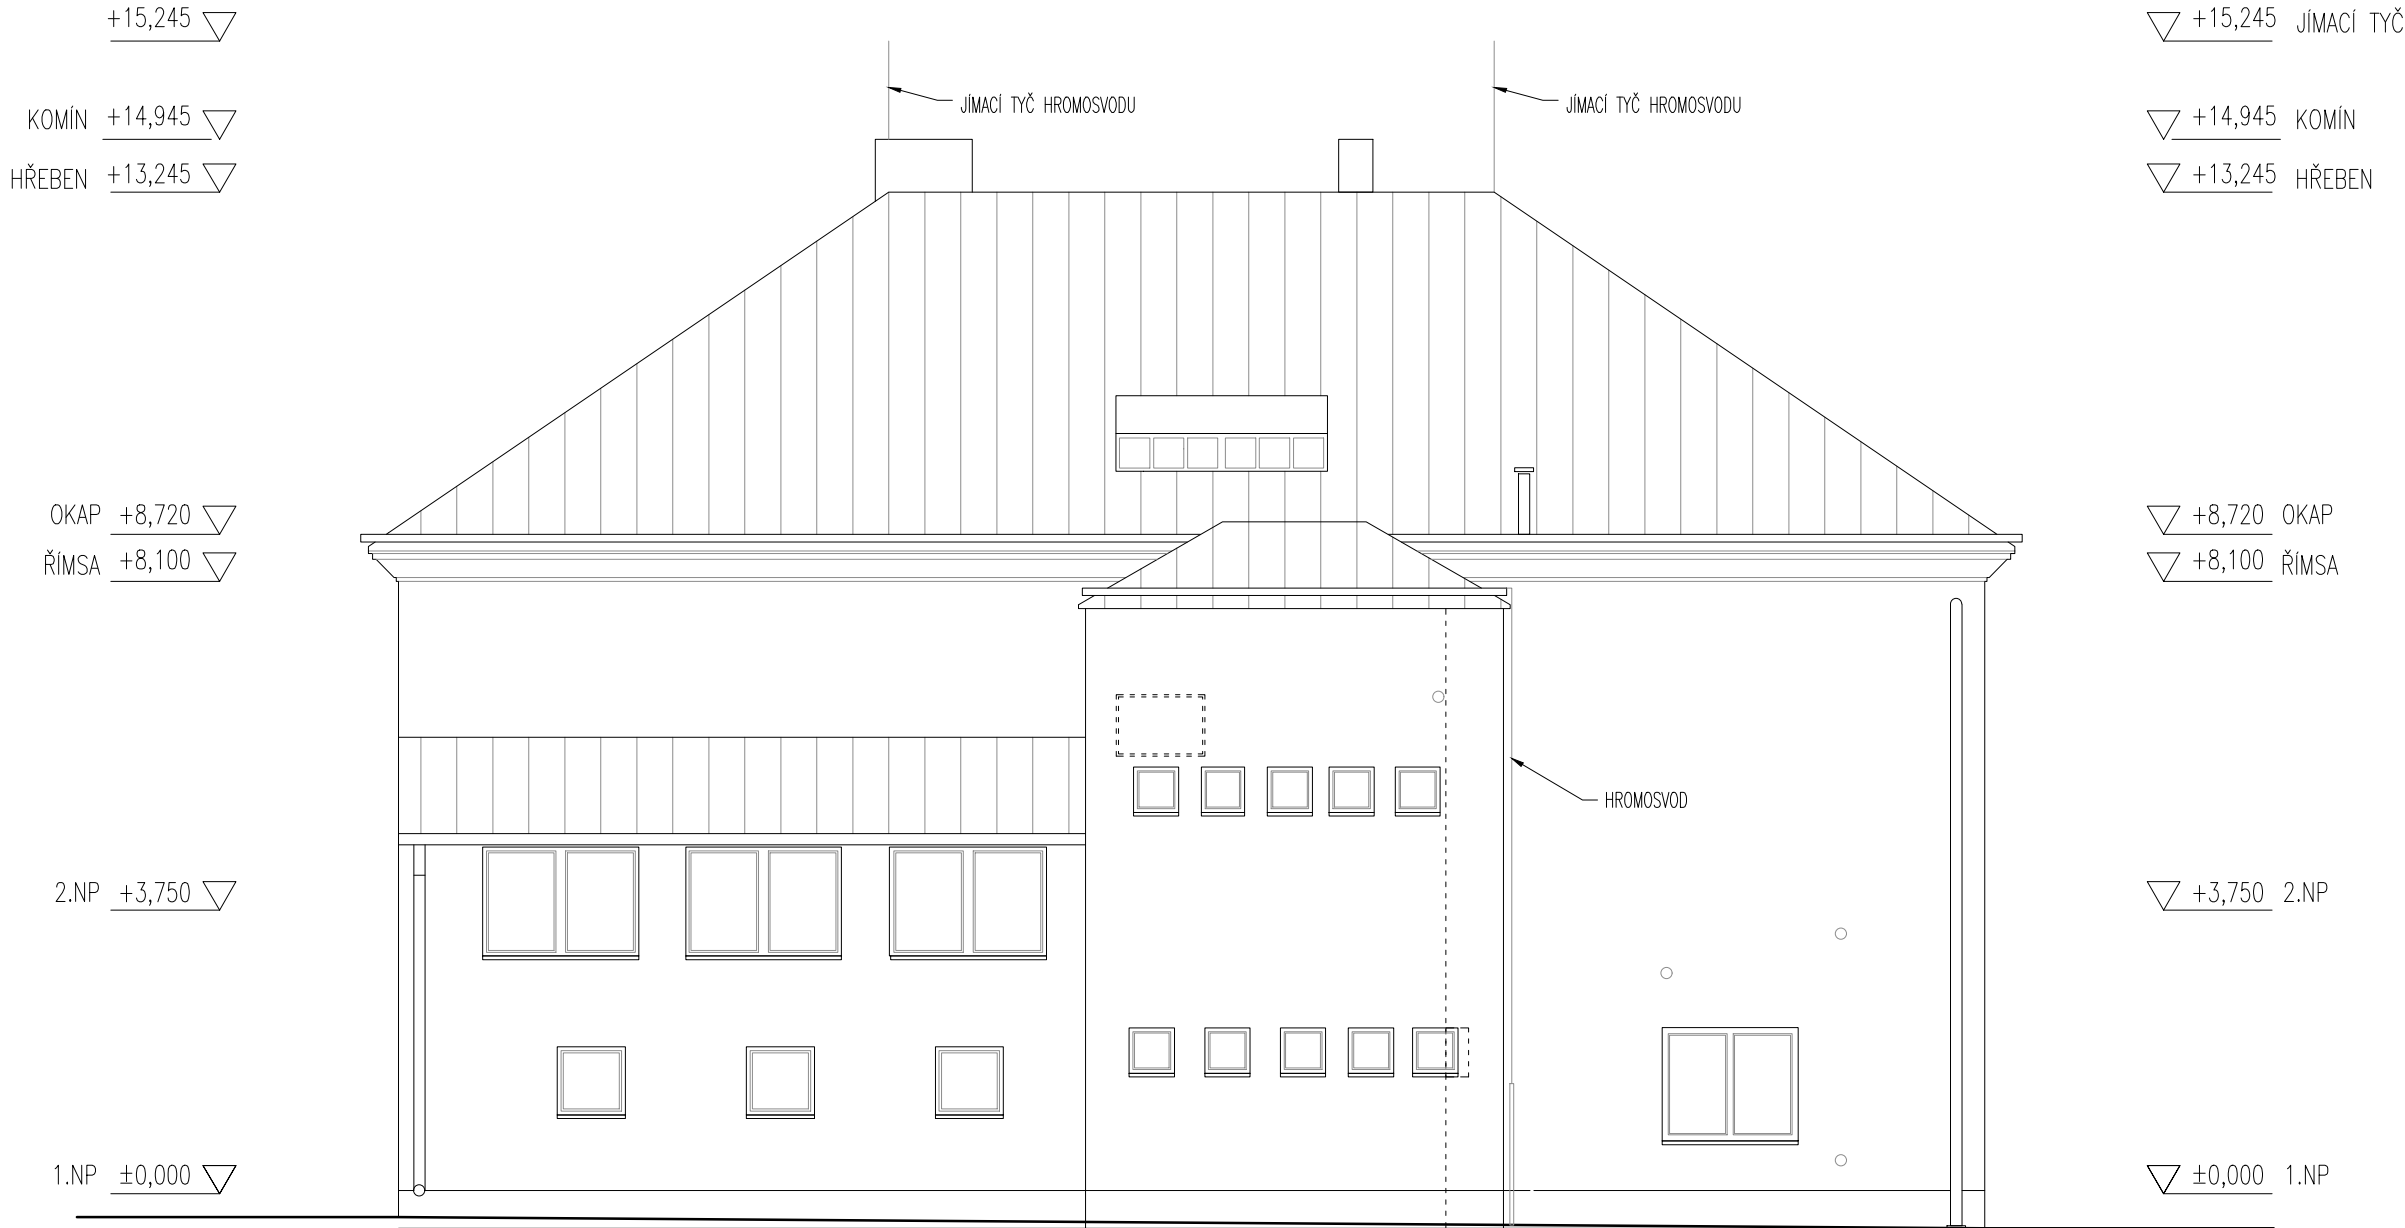 +15,245
+15,245 JÍMACÍ TYČ
JÍMACÍ TYČ HROMOSVODU
JÍMACÍ TYČ HROMOSVODU
KOMÍN +14,945
+14,945 KOMÍN
HŘEBEN +13,245
+13,245 HŘEBEN
OKAP +8,720
+8,720 OKAP
ŘÍMSA +8,100
+8,100 ŘÍMSA
HROMOSVOD
2.NP +3,750
+3,750 2.NP
1.NP ±0,000
±0,000 1.NP